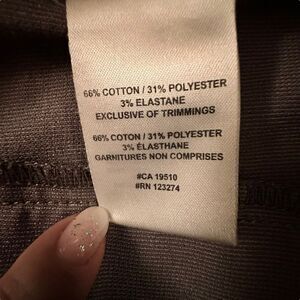 66% COTTON / 31% POLYESTER
3% ELASTANE
EXCLUSIVE OF TRIMMINGS
66% COTON / 31% POLYESTER
3% ÉLASTHANE
GARNITURES NON COMPRISES
#CA 19510
#RN 123274